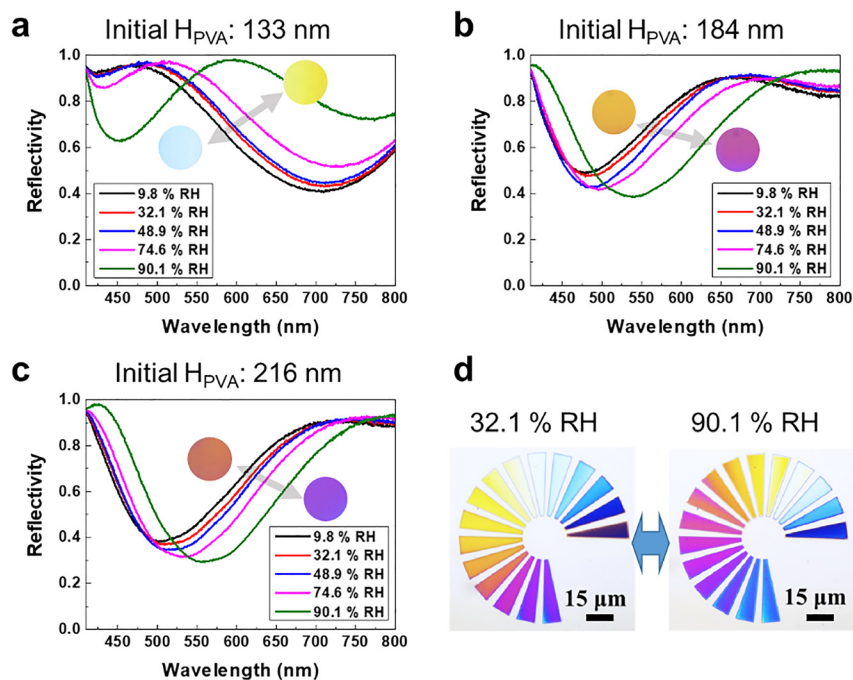 a
Initial H_PVA: 133 nm
Reflectivity
1.0
0.8
0.6
0.4
0.2
0.0
9.8 % RH
32.1 % RH
48.9 % RH
74.6 % RH
90.1 % RH
450 500 550 600 650 700 750 800
Wavelength (nm)
b
Initial H_PVA: 184 nm
Reflectivity
1.0
0.8
0.6
0.4
0.2
0.0
9.8 % RH
32.1 % RH
48.9 % RH
74.6 % RH
90.1 % RH
450 500 550 600 650 700 750 800
Wavelength (nm)
c
Initial H_PVA: 216 nm
Reflectivity
1.0
0.8
0.6
0.4
0.2
0.0
9.8 % RH
32.1 % RH
48.9 % RH
74.6 % RH
90.1 % RH
450 500 550 600 650 700 750 800
Wavelength (nm)
d
32.1 % RH
90.1 % RH
15 µm
15 µm